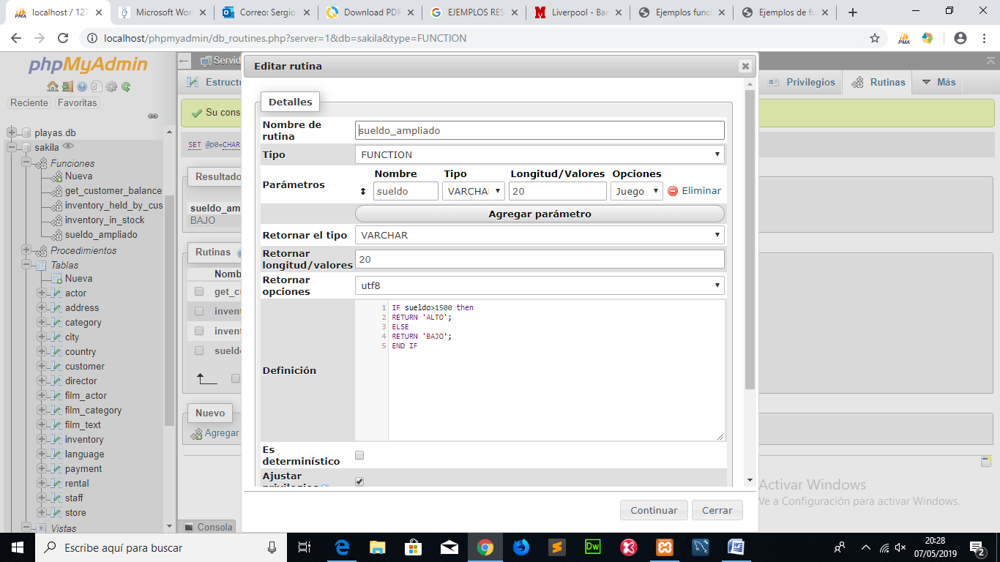 localhost / 127
Microsoft Wor
Correo: Sergio
Download PDF
EJEMPLOS RES
Liverpool - Bar
Ejemplos func
Ejemplos de fu
localhost/phpmyadmin/db_routines.php?server=1&db=sakila&type=FUNCTION
PMA
phpMyAdmin
Reciente
Favoritas
playas.db
sakila
Funciones
Nueva
get_customer_balance
inventory_held_by_cus
inventory_in_stock
sueldo_ampliado
Procedimientos
Tablas
Nueva
actor
address
category
city
country
customer
director
film_actor
film_category
film_text
inventory
language
payment
rental
staff
store
Vistas
Servid
Estructu
Privilegios
Rutinas
Más
Su cons
SET @p0=CHAR
Resultado
sueldo_am
BAJO
Rutinas
Nomb
get_cu
invent
invent
sueldo
Nuevo
Agregar
Consola
Editar rutina
Detalles
Nombre de rutina
sueldo_ampliado
Tipo
FUNCTION
Parámetros
Nombre
Tipo
Longitud/Valores
Opciones
sueldo
VARCHA
20
Juego
Eliminar
Agregar parámetro
Retornar el tipo
VARCHAR
Retornar longitud/valores
20
Retornar opciones
utf8
Definición
1 IF sueldo>1500 then
2 RETURN 'ALTO';
3 ELSE
4 RETURN 'BAJO';
5 END IF
Es determinístico
Ajustar
privilegios
Continuar
Cerrar
Activar Windows
Ve a Configuración para activar Windows.
Escribe aquí para buscar
Dw
20:28
07/05/2019
2